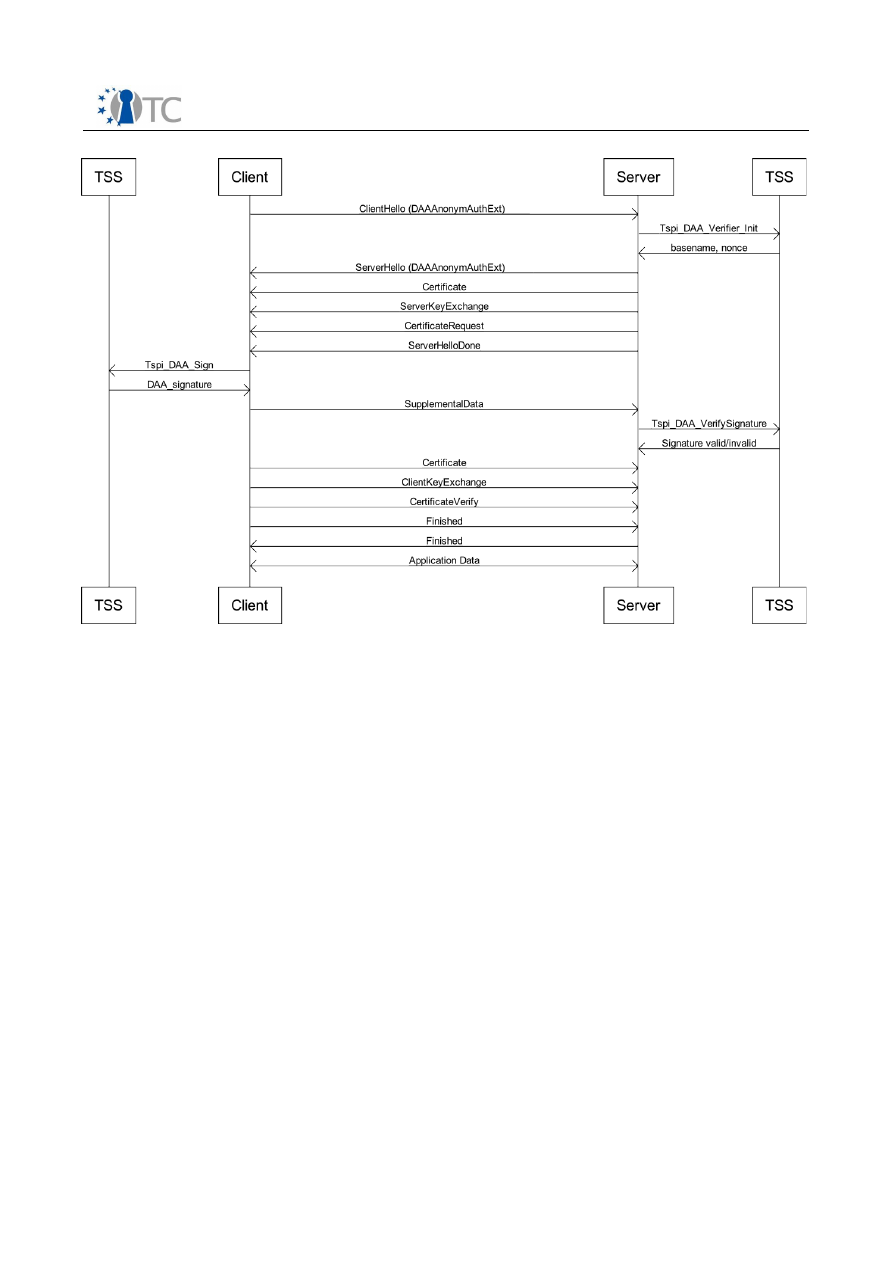 TC
TSS Client Server TSS
ClientHello (DAAAnonymAuthExt)
Tspi_DAA_Verifier_Init
basename, nonce
ServerHello (DAAAnonymAuthExt)
Certificate
ServerKeyExchange
CertificateRequest
ServerHelloDone
Tspi_DAA_Sign
DAA_signature
SupplementalData
Tspi_DAA_VerifySignature
Signature valid/invalid
Certificate
ClientKeyExchange
CertificateVerify
Finished
Finished
Application Data
TSS Client Server TSS